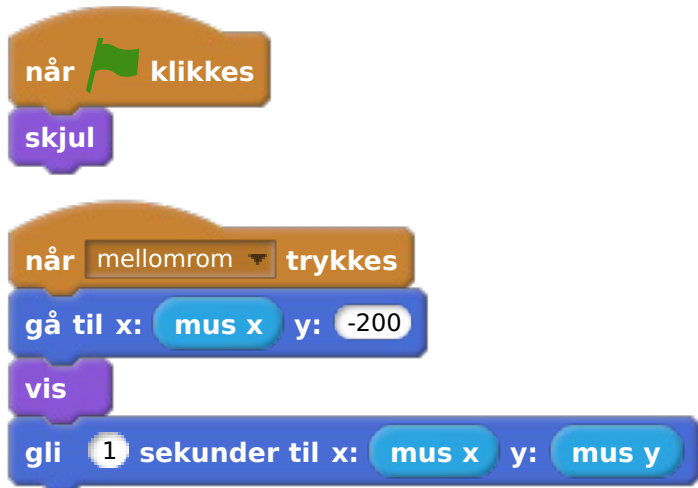 når klikkes
skjul
når mellomrom trykkes
gå til x: mus x y: -200
vis
gli 1 sekunder til x: mus x y: mus y